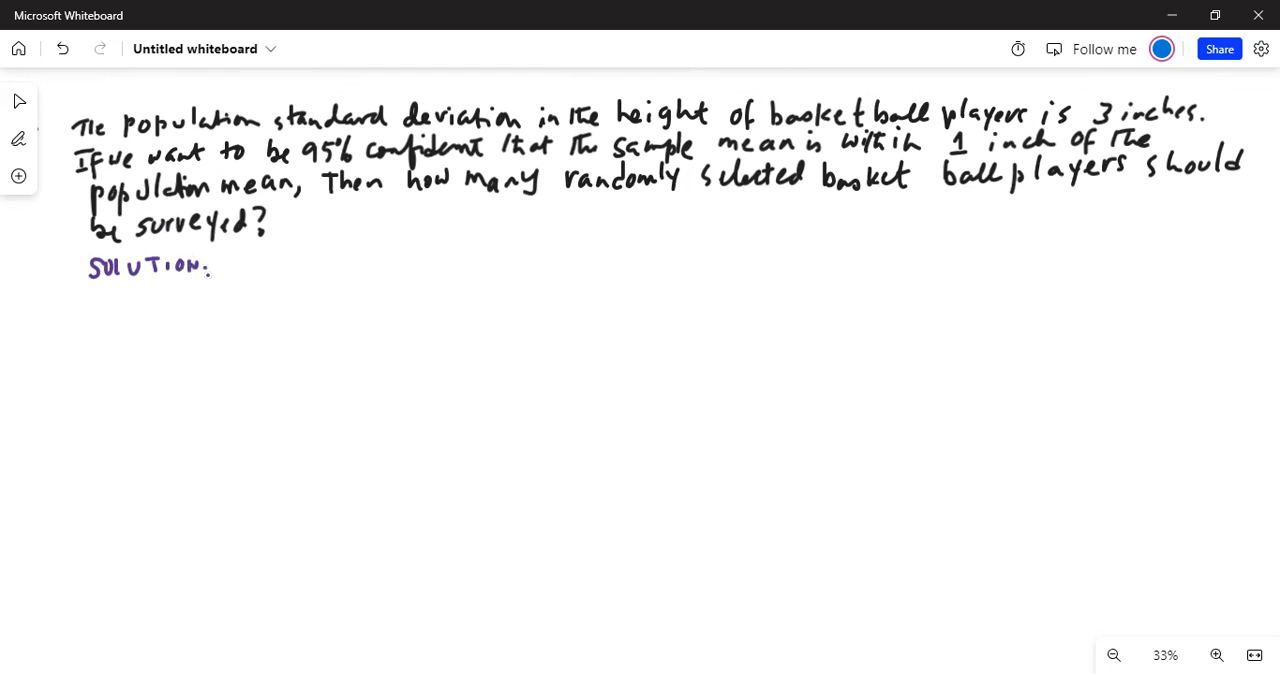 Microsoft Whiteboard
Untitled whiteboard
Follow me
Share
The population standard deviation in the height of basketball players is 3 inches.
If we want to be 95% confident that the sample mean is within 1 inch of the
population mean, Then how many randomly selected basket ball players should
be surveyed?
SOLUTION.
33%